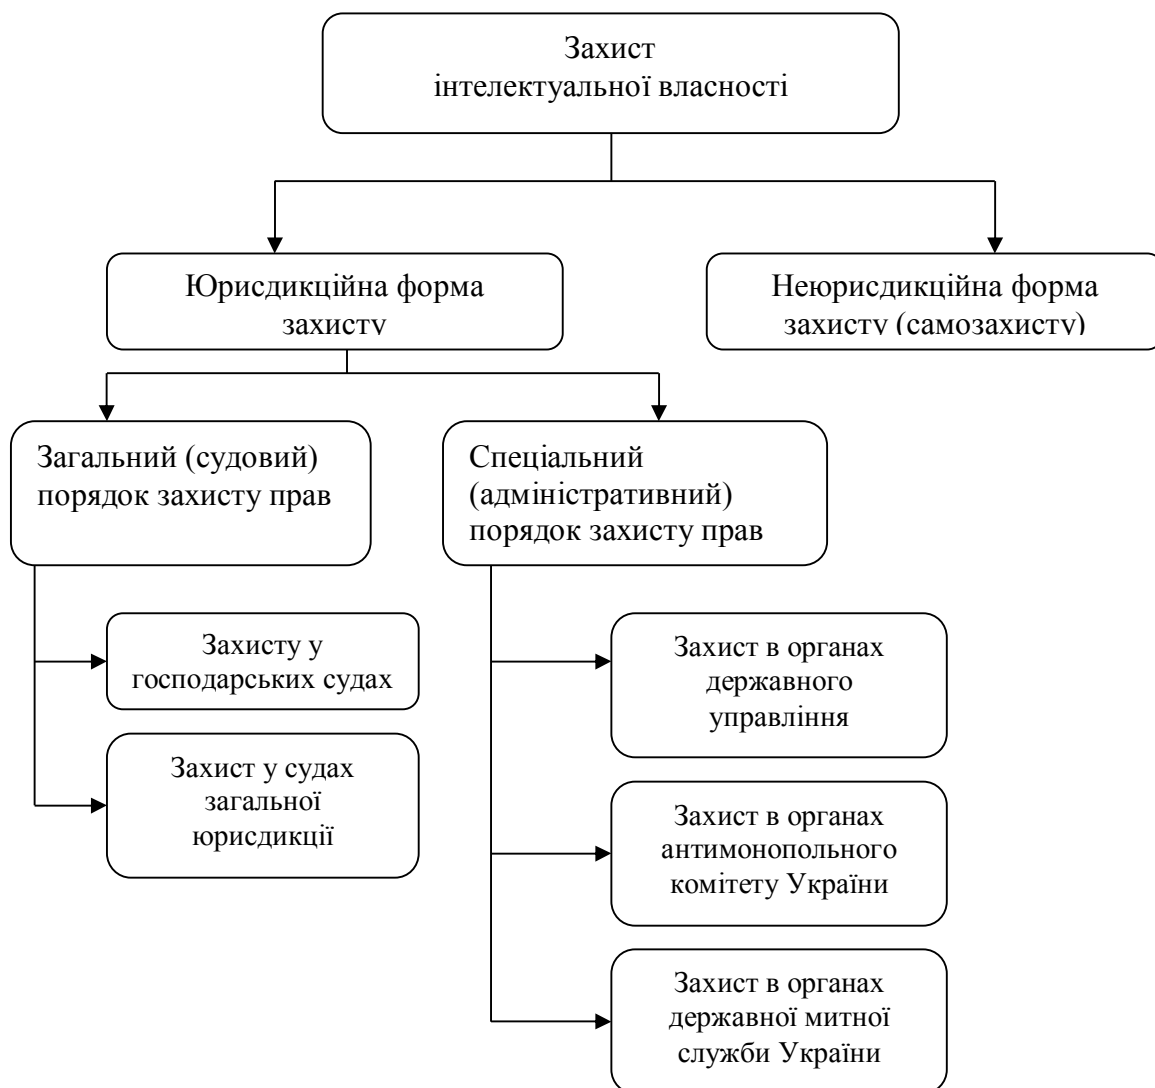 Захист
інтелектуальної власності
Юрисдикційна форма
захисту
Неюрисдикційна форма
захисту (самозахисту)
Загальний (судовий)
порядок захисту прав
Спеціальний
(адміністративний)
порядок захисту прав
Захисту у
господарських судах
Захист у судах
загальної
юрисдикції
Захист в органах
державного
управління
Захист в органах
антимонопольного
комітету України
Захист в органах
державної митної
служби України